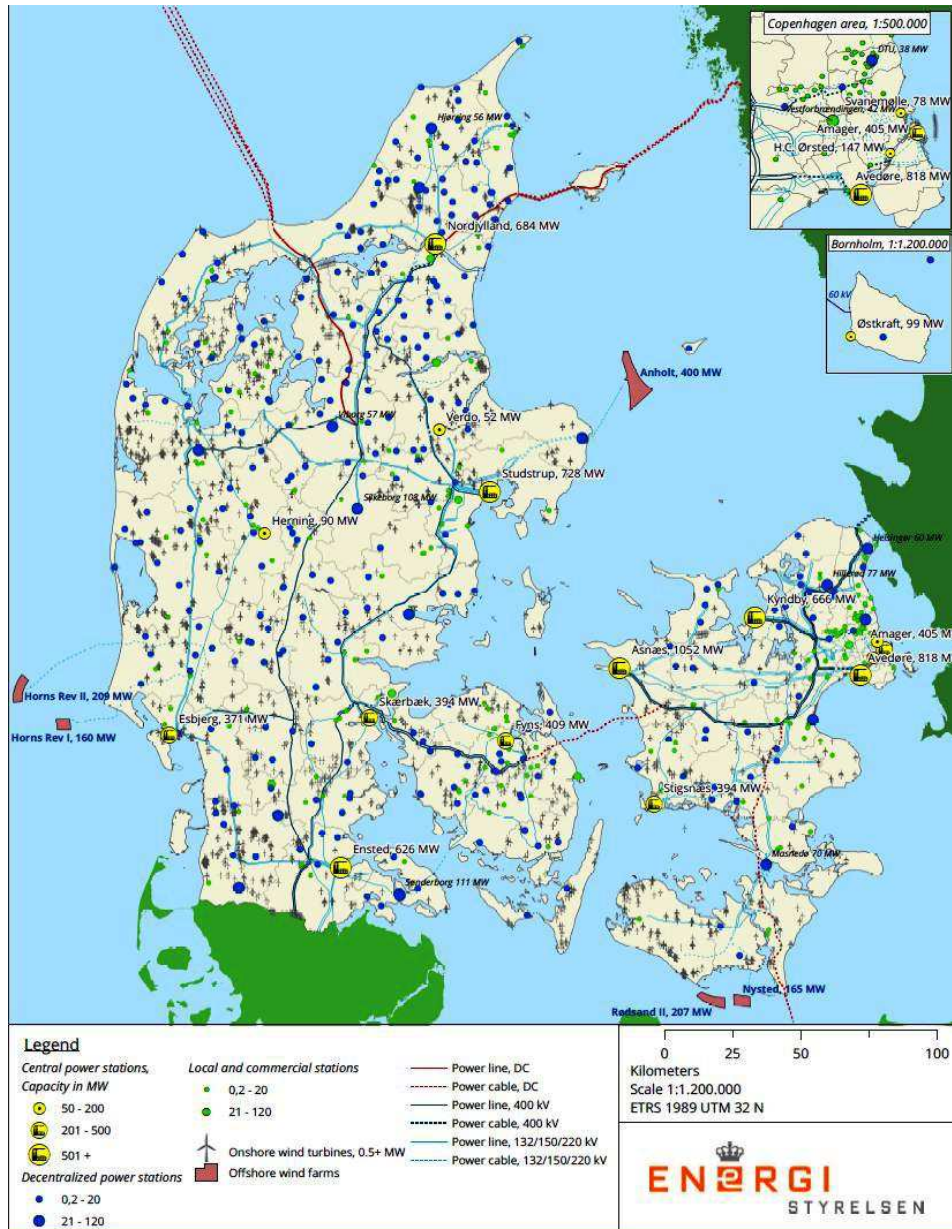 Copenhagen area, 1:500.000
DTU, 38 MW
Svanemølle, 78 MW
Vestforbrændingen, 42 MW
Amager, 405 MW
H.C. Ørsted, 147 MW
Avedøre, 818 MW
Bornholm, 1:1.200.000
60 kV
Østkraft, 99 MW
Hjørring 56 MW
Nordjylland, 684 MW
Anholt, 400 MW
Viborg 57 MW
Verdo, 52 MW
Studstrup, 728 MW
Silkeborg 108 MW
Herning, 90 MW
Helsingør 60 MW
Hillerød 77 MW
Kyndby, 666 MW
Amager, 405 M
Asnæs, 1052 MW
Avedøre, 818 M
Horns Rev II, 209 MW
Skærbæk, 394 MW
Esbjerg, 371 MW
Fyns, 409 MW
Horns Rev I, 160 MW
Stigsnæs, 394 MW
Ensted, 626 MW
Masnedø 70 MW
Sønderborg 111 MW
Nysted, 165 MW
Rødsand II, 207 MW
Legend
Central power stations,
Capacity in MW
50 - 200
201 - 500
501 +
Decentralized power stations
0,2 - 20
21 - 120
Local and commercial stations
0,2 - 20
21 - 120
Onshore wind turbines, 0.5+ MW
Offshore wind farms
Power line, DC
Power cable, DC
Power line, 400 kV
Power cable, 400 kV
Power line, 132/150/220 kV
Power cable, 132/150/220 kV
0 25 50 100
Kilometers
Scale 1:1.200.000
ETRS 1989 UTM 32 N
ENERGI
STYRELSEN